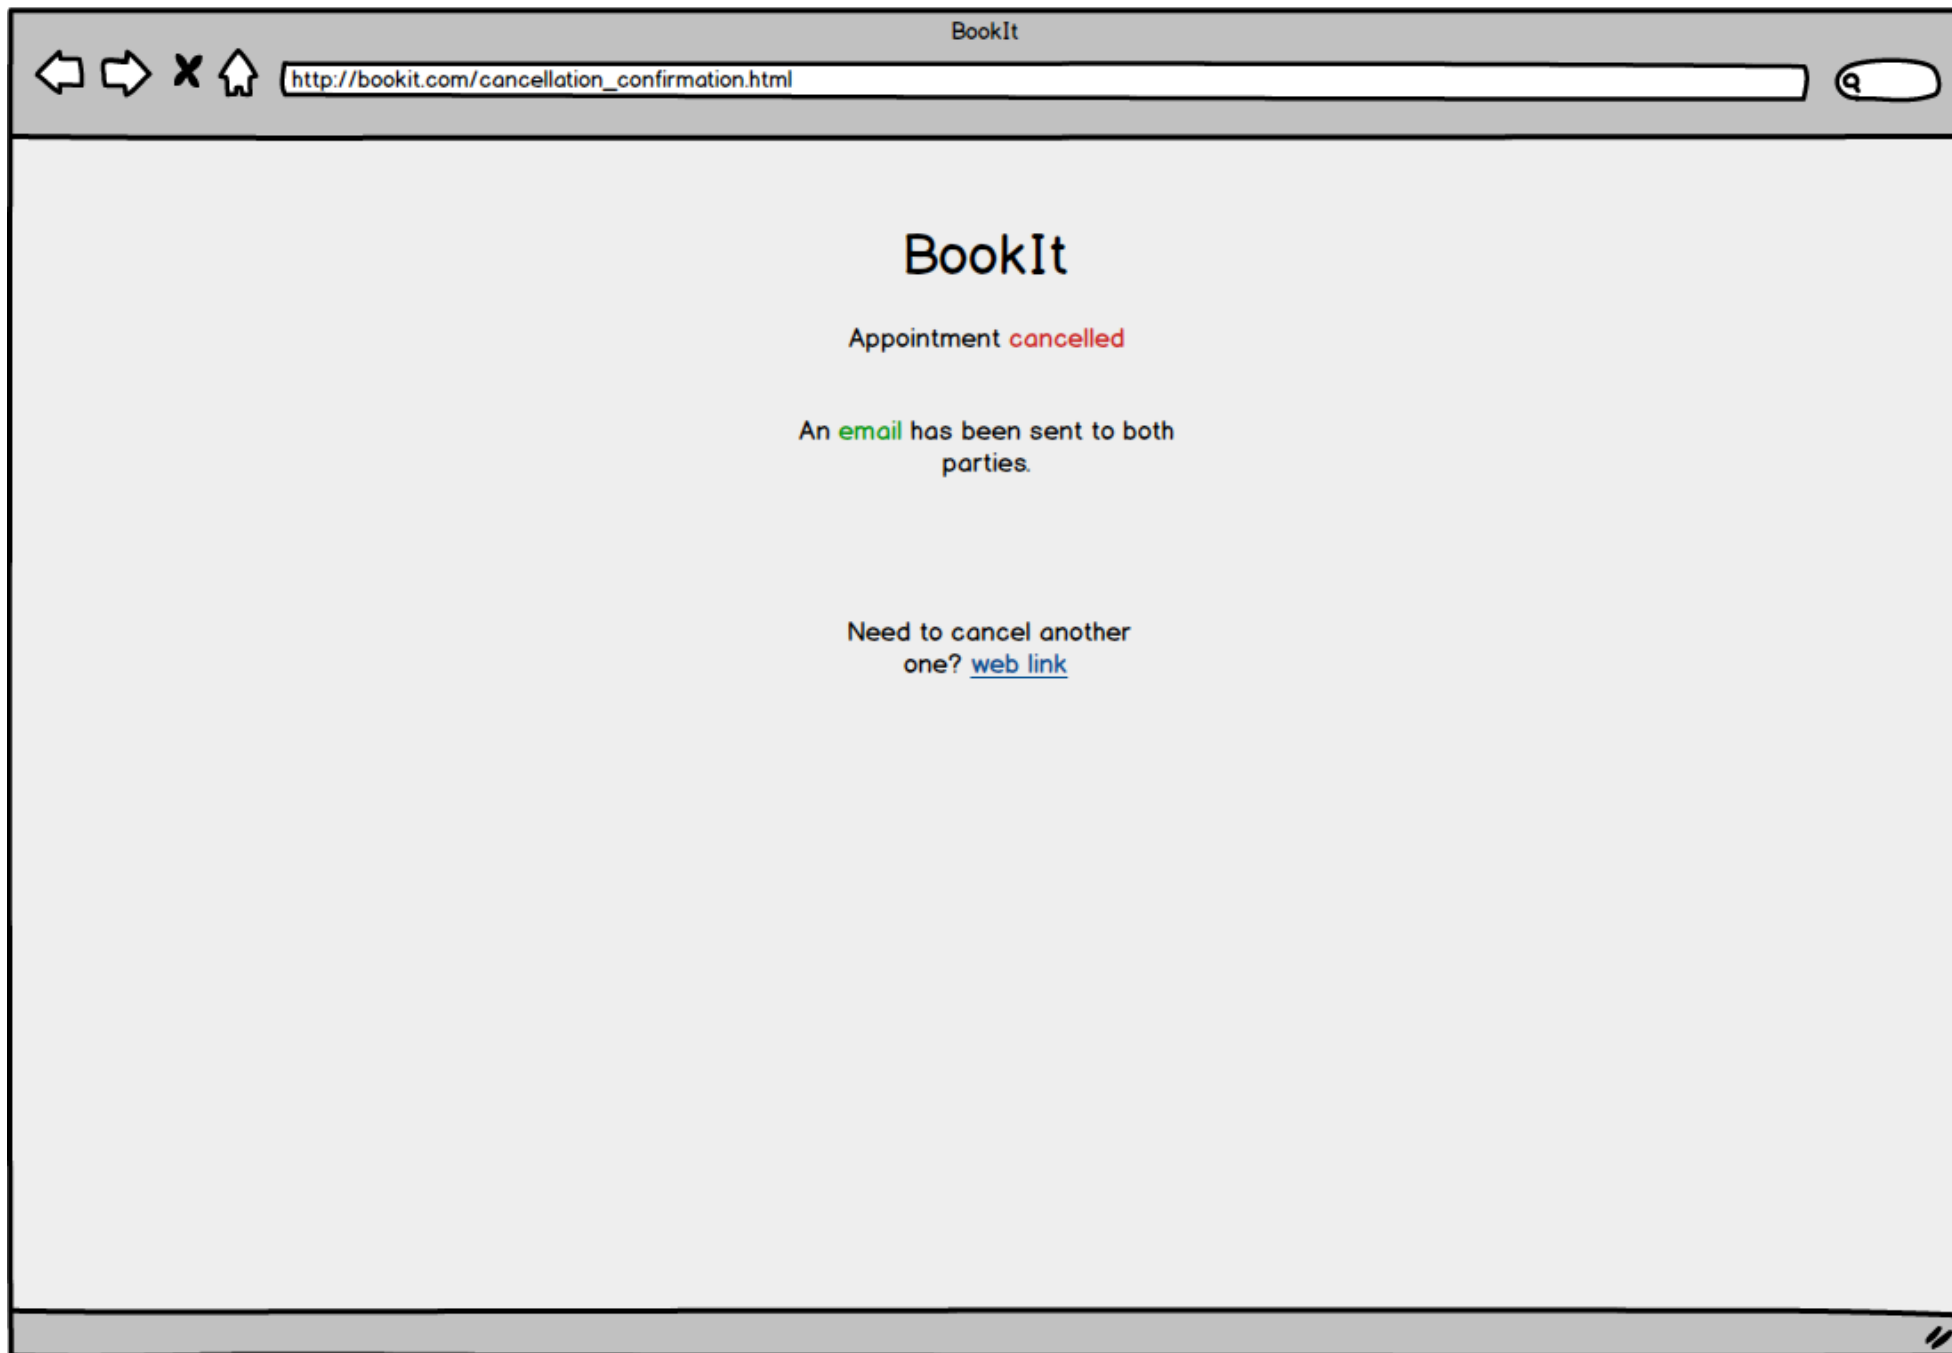 BookIt
http://bookit.com/cancellation_confirmation.html
BookIt
Appointment cancelled
An email has been sent to both
parties.
Need to cancel another
one? web link